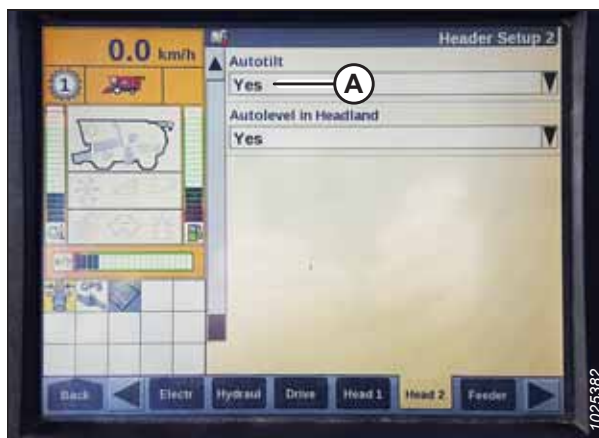 0.0 km/h
Header Setup 2
1
Autotilt
Yes
A
Autolevel in Headland
Yes
GPS
Back
Electr
Hydraul
Drive
Head 1
Head 2
Feeder
1025382